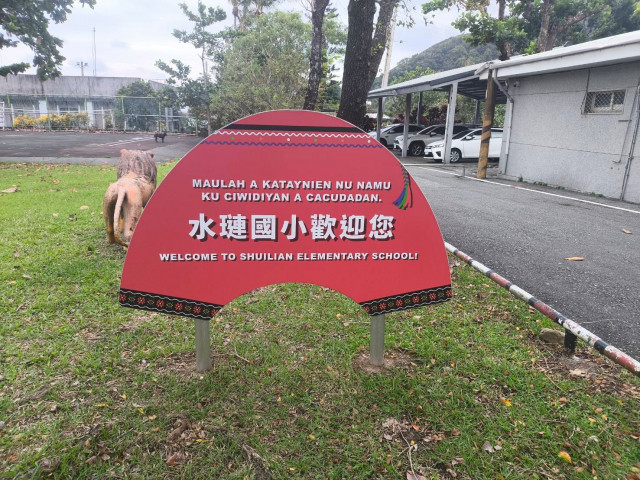 MAULAH A KATAYNIEN NU NAMU
KU CIWIDIYAN A CACUDADAN.
水璉國小歡迎您
WELCOME TO SHUILIAN ELEMENTARY SCHOOL!